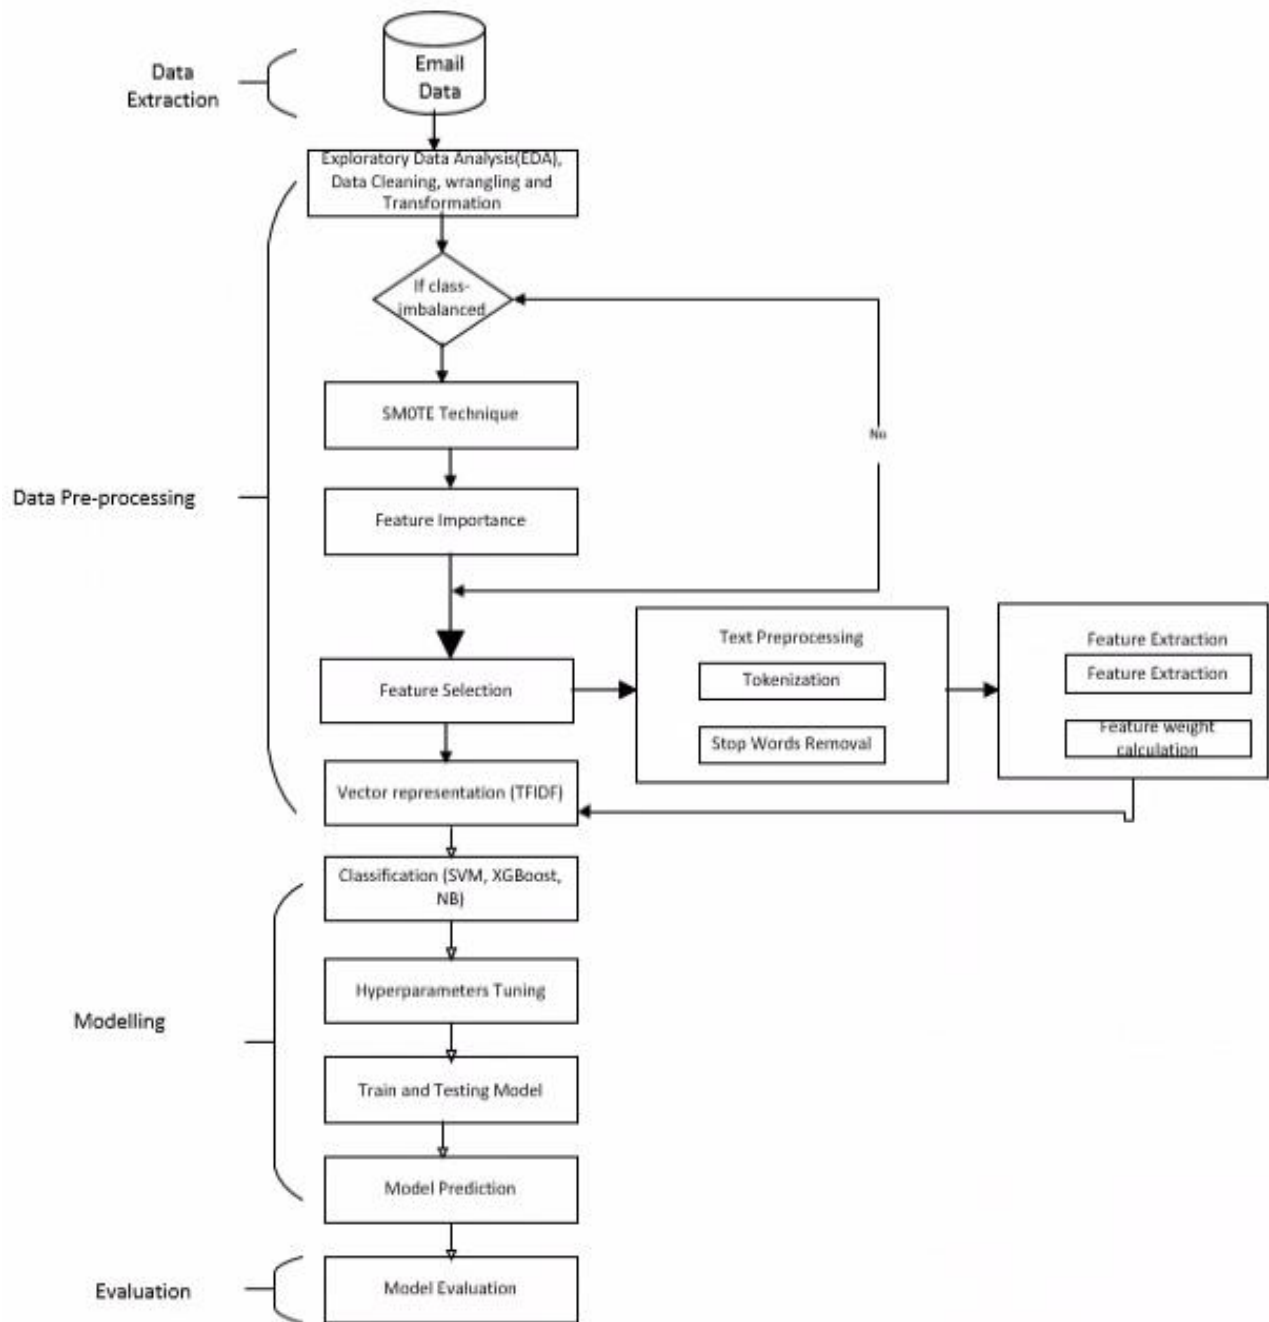 Email
Data
Data
Extraction
Exploratory Data Analysis(EDA),
Data Cleaning, wrangling and
Transformation
If class-
imbalanced
SM0TE Technique
No
Data Pre-processing
Feature Importance
Text Preprocessing
Feature Extraction
Tokenization
Feature Extraction
Feature Selection
Stop Words Removal
Feature weight
calculation
Vector representation (TFIDF)
Classification (SVM, XGBoost,
NB)
Hyperparameters Tuning
Modelling
Train and Testing Model
Model Prediction
Evaluation
Model Evaluation